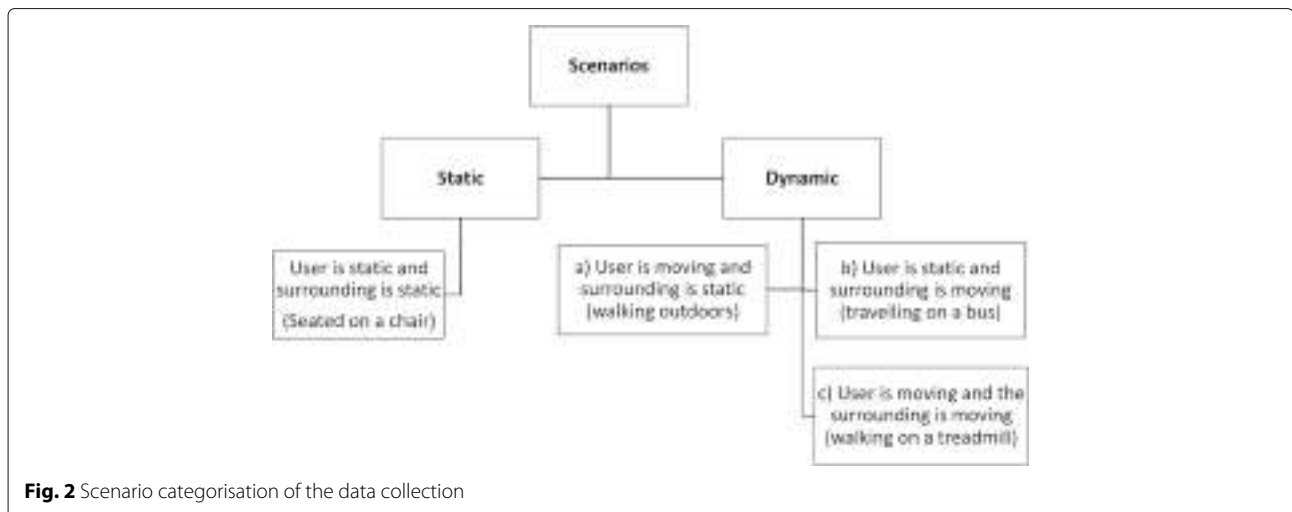 Scenarios
Static
Dynamic
User is static and
surrounding is static
(Seated on a chair)
a) User is moving and
surrounding is static
(walking outdoors)
b) User is static and
surrounding is moving
(travelling on a bus)
c) User is moving and the
surrounding is moving
(walking on a treadmill)
Fig. 2 Scenario categorisation of the data collection